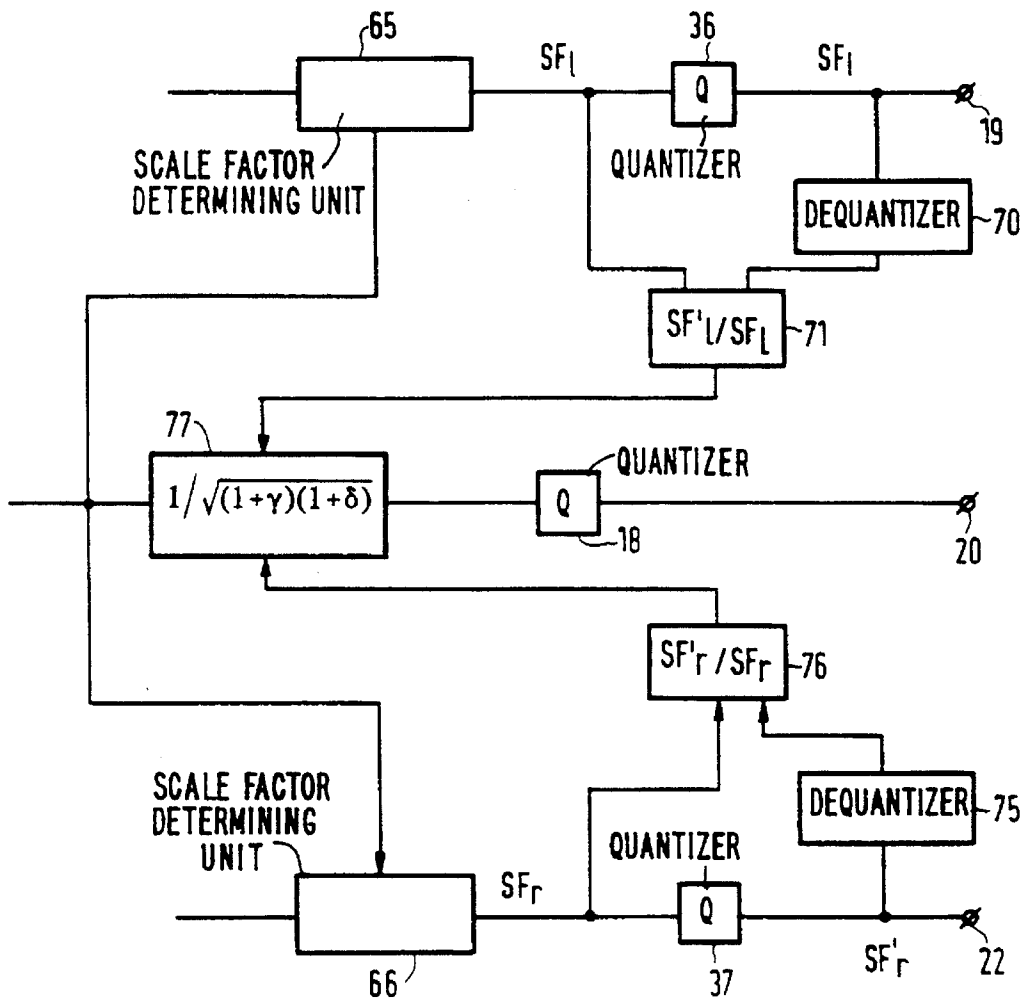 65
SF_l
36
Q
SF_l
19
SCALE FACTOR
DETERMINING UNIT
QUANTIZER
DEQUANTIZER
70
SF'_l/SF_L
71
77
1/√(1+γ)(1+δ)
QUANTIZER
Q
18
20
SF'_r/SF_r
76
SCALE FACTOR
DETERMINING
UNIT
DEQUANTIZER
75
QUANTIZER
SF_r
Q
22
66
37
SF'_r